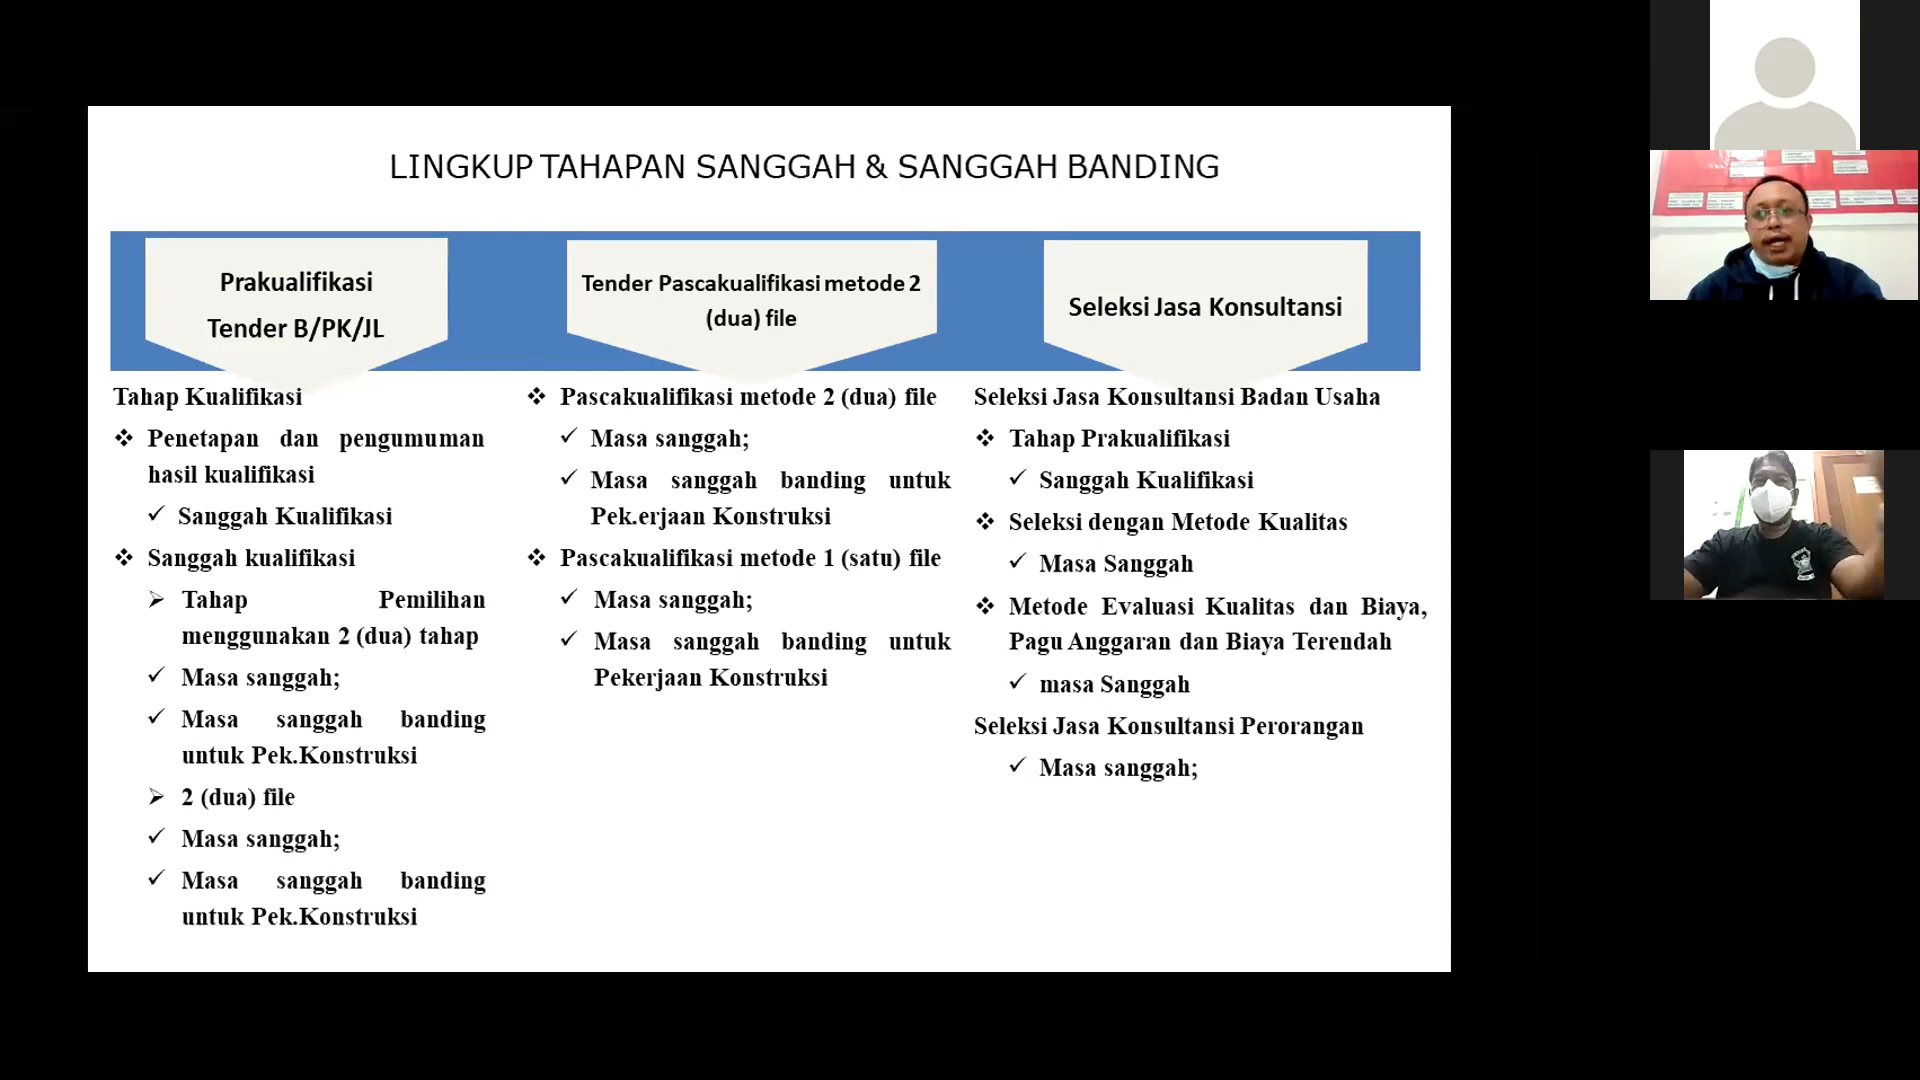 LINGKUP TAHAPAN SANGGAH & SANGGAH BANDING
Prakualifikasi
Tender B/PK/JL
Tahap Kualifikasi
❖ Penetapan dan pengumuman
hasil kualifikasi
✓ Sanggah Kualifikasi
❖ Sanggah kualifikasi
➢ Tahap Pemilihan
menggunakan 2 (dua) tahap
✓ Masa sanggah;
✓ Masa sanggah banding
untuk Pek.Konstruksi
➢ 2 (dua) file
✓ Masa sanggah;
✓ Masa sanggah banding
untuk Pek.Konstruksi
Tender Pascakualifikasi metode 2
(dua) file
❖ Pascakualifikasi metode 2 (dua) file
✓ Masa sanggah;
✓ Masa sanggah banding untuk
Pek.erjaan Konstruksi
❖ Pascakualifikasi metode 1 (satu) file
✓ Masa sanggah;
✓ Masa sanggah banding untuk
Pekerjaan Konstruksi
Seleksi Jasa Konsultansi
Seleksi Jasa Konsultansi Badan Usaha
❖ Tahap Prakualifikasi
✓ Sanggah Kualifikasi
❖ Seleksi dengan Metode Kualitas
✓ Masa Sanggah
❖ Metode Evaluasi Kualitas dan Biaya,
Pagu Anggaran dan Biaya Terendah
✓ masa Sanggah
Seleksi Jasa Konsultansi Perorangan
✓ Masa sanggah;